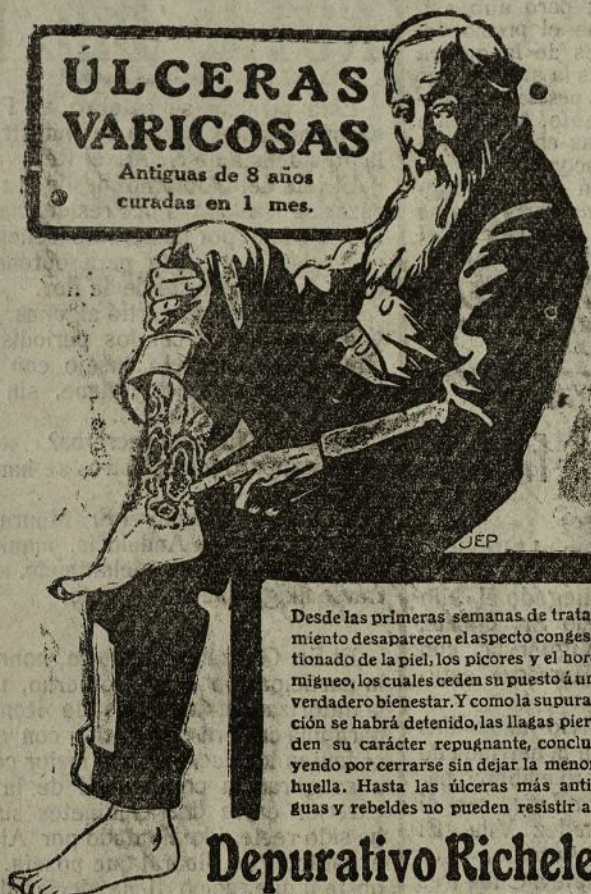 ÚLCERAS
VARICOSAS
Antiguas de 8 años
curadas en 1 mes.
JEP
Desde las primeras semanas de trata
miento desaparecen el aspecto conges
tionado de la piel, los picores y el hor
migueo, los cuales ceden su puesto á un
verdadero bienestar. Y como la supura
ción se habrá detenido, las llagas pier
den su carácter repugnante, conclu
yendo por cerrarse sin dejar la menor
huella. Hasta las úlceras más anti
guas y rebeldes no pueden resistir a
Depurativo Richele